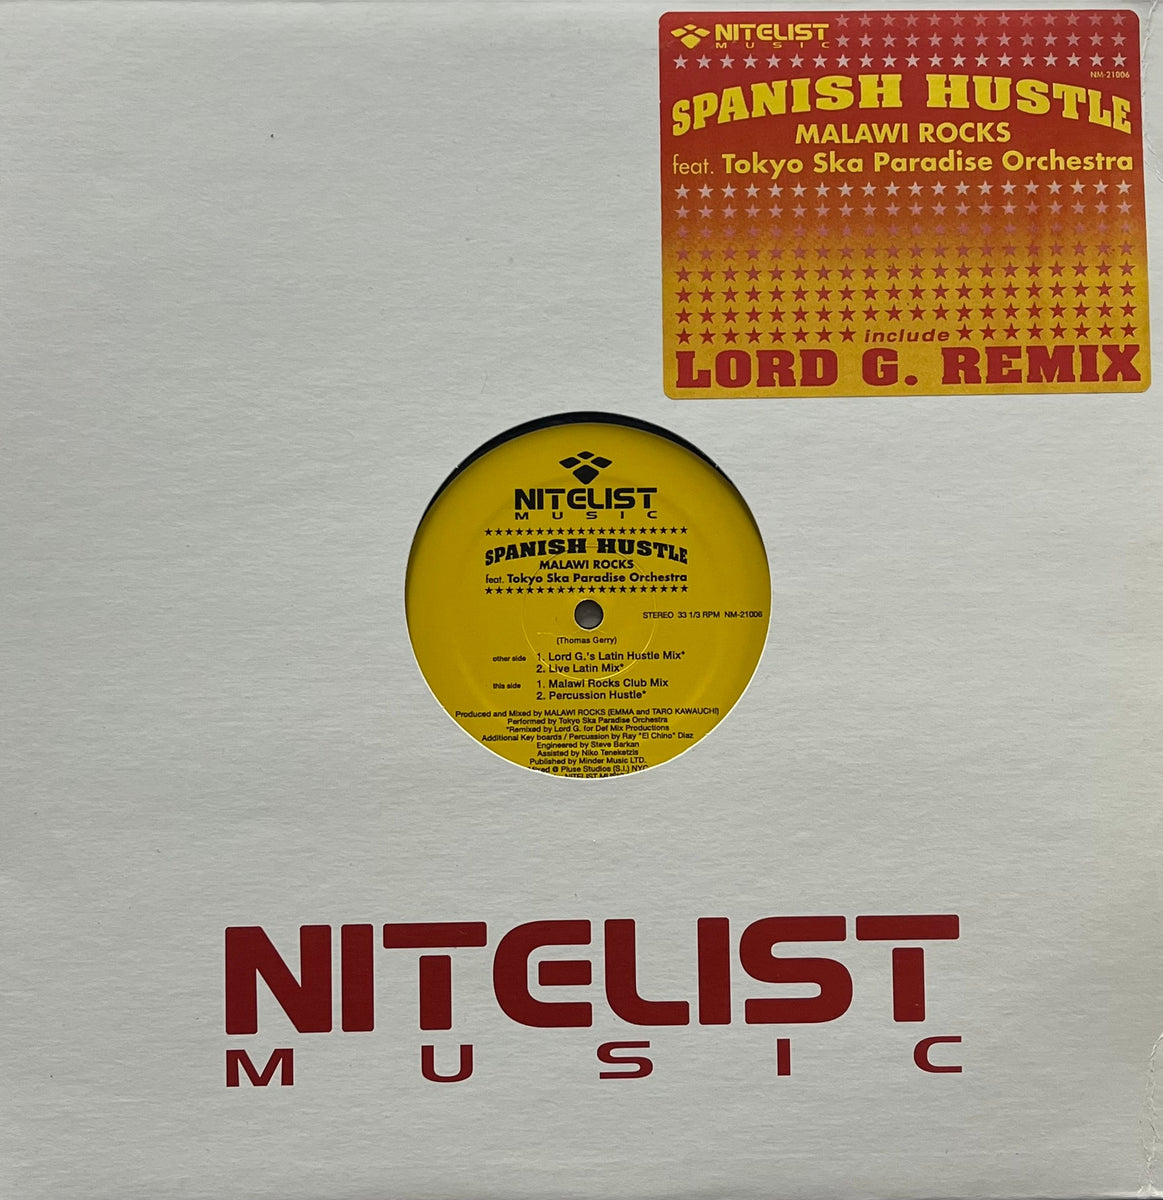 NITELIST
MUSIC
NM-21006
SPANISH HUSTLE
MALAWI ROCKS
feat. Tokyo Ska Paradise Orchestra
include
LORD G. REMIX
NITELIST
MUSIC
SPANISH HUSTLE
MALAWI ROCKS
feat. Tokyo Ska Paradise Orchestra
STEREO 33 1/3 RPM NM-21006
(Thomas Gerry)
other side 1. Lord G.'s Latin Hustle Mix*
2. Live Latin Mix*
this side 1. Malawi Rocks Club Mix
2. Percussion Hustle*
Produced and Mixed by MALAWI ROCKS (EMMA and TARO KAWAUCHI)
Performed by Tokyo Ska Paradise Orchestra
*Remixed by Lord G. for Def Mix Productions
Additional Key boards / Percussion by Ray "El Chino" Diaz
Engineered by Steve Barkan
Assisted by Niko Teneketzis
Published by Minder Music LTD.
@ Pluse Studios (S.I.) NYC
NITELIST
NITELIST
MUSIC